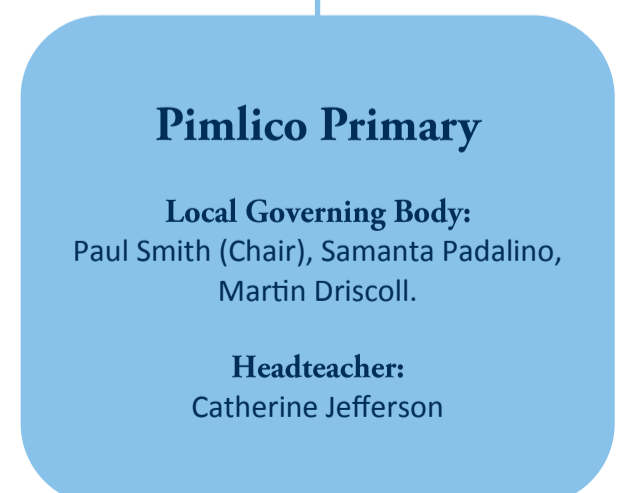 Pimlico Primary
Local Governing Body:
Paul Smith (Chair), Samanta Padalino,
Martin Driscoll.
Headteacher:
Catherine Jefferson